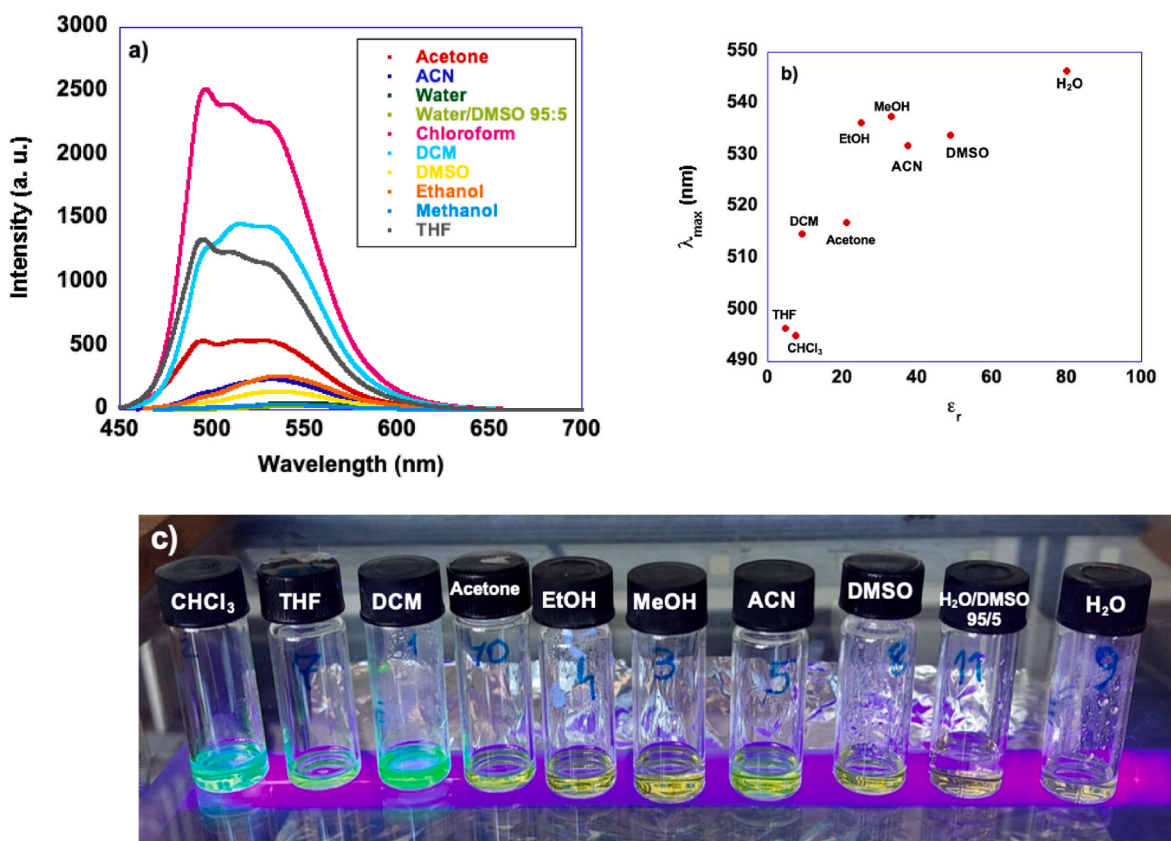 a)
3000
2500
2000
1500
1000
500
0
Intensity (a. u.)
Acetone
ACN
Water
Water/DMSO 95:5
Chloroform
DCM
DMSO
Ethanol
Methanol
THF
450 500 550 600 650 700
Wavelength (nm)
b)
550
540
530
520
510
500
490
λmax (nm)
H₂O
MeOH
EtOH
ACN
DMSO
DCM
Acetone
THF
CHCl₃
0 20 40 60 80 100
εr
c)
CHCl₃ THF DCM Acetone EtOH MeOH ACN DMSO H₂O/DMSO 95/5 H₂O
2 7 1 10 4 3 5 8 11 9